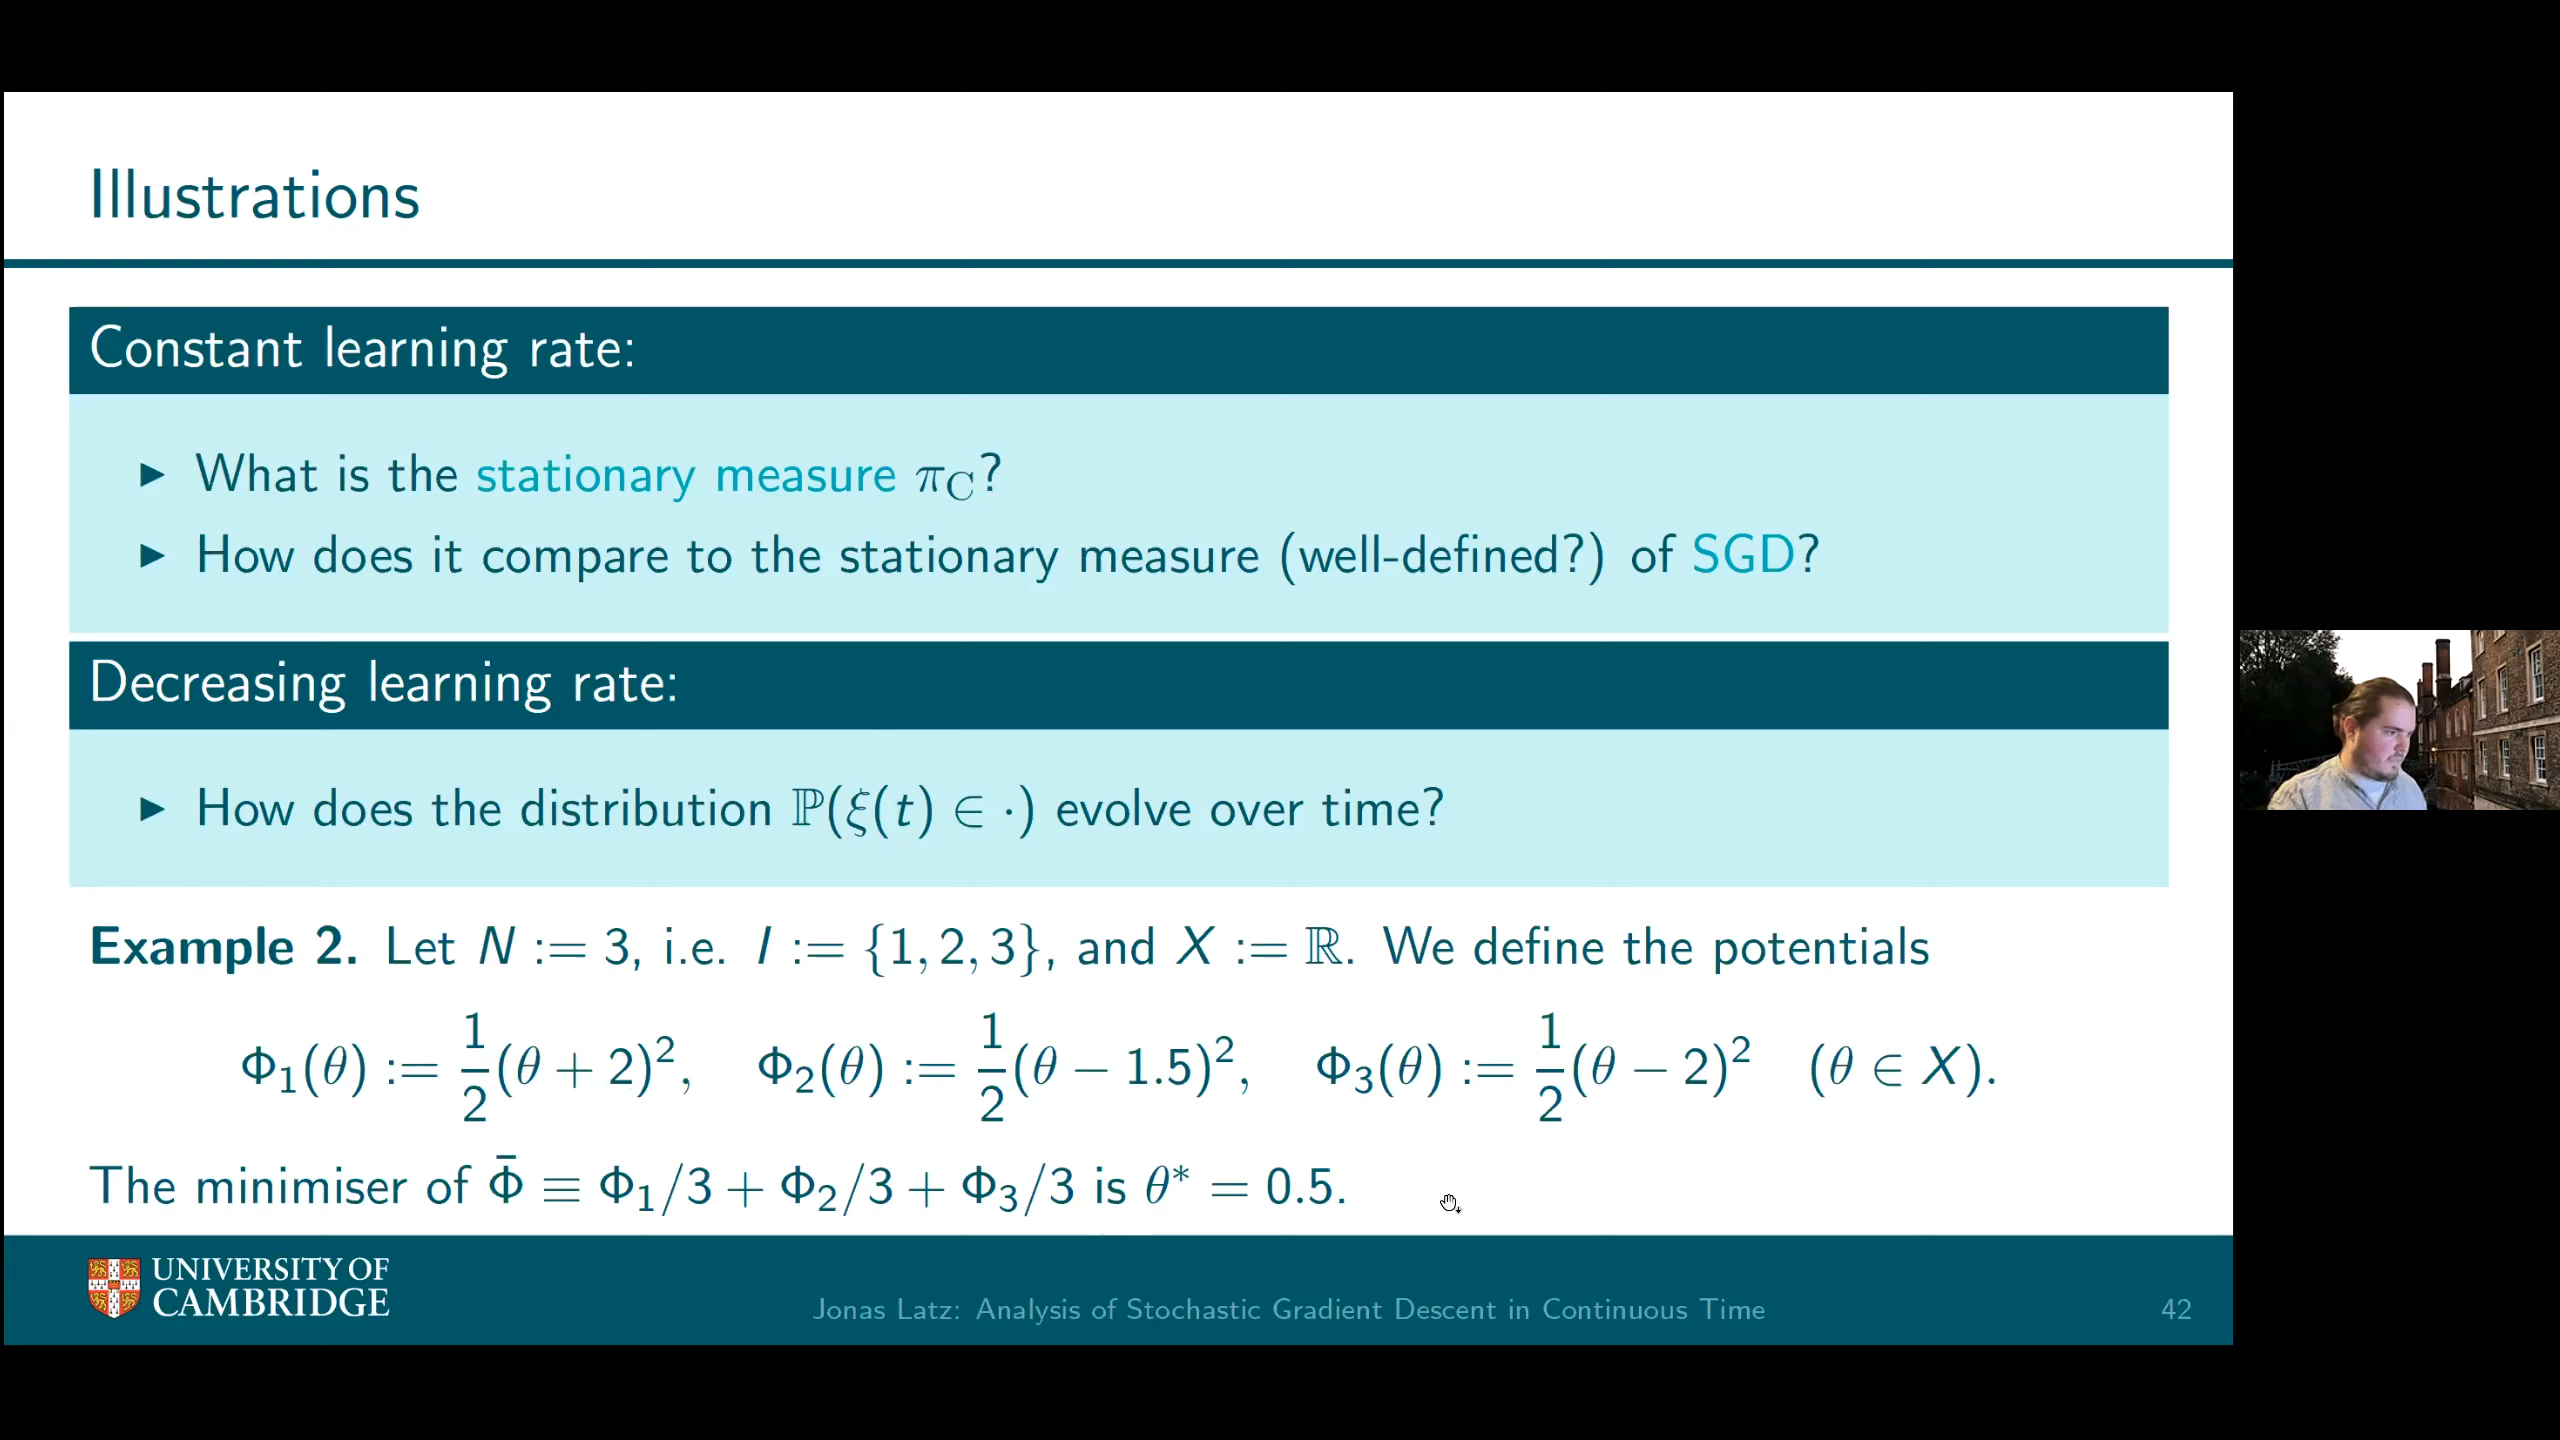 Illustrations
Constant learning rate:
▶ What is the stationary measure π_C?
▶ How does it compare to the stationary measure (well-defined?) of SGD?
Decreasing learning rate:
▶ How does the distribution ℙ(ξ(t) ∈ ·) evolve over time?
Example 2. Let N := 3, i.e. I := {1, 2, 3}, and X := ℝ. We define the potentials
Φ₁(θ) := 1/2(θ + 2)², Φ₂(θ) := 1/2(θ − 1.5)², Φ₃(θ) := 1/2(θ − 2)² (θ ∈ X).
The minimiser of Φ̄ ≡ Φ₁/3 + Φ₂/3 + Φ₃/3 is θ* = 0.5.
UNIVERSITY OF
CAMBRIDGE
Jonas Latz: Analysis of Stochastic Gradient Descent in Continuous Time
42